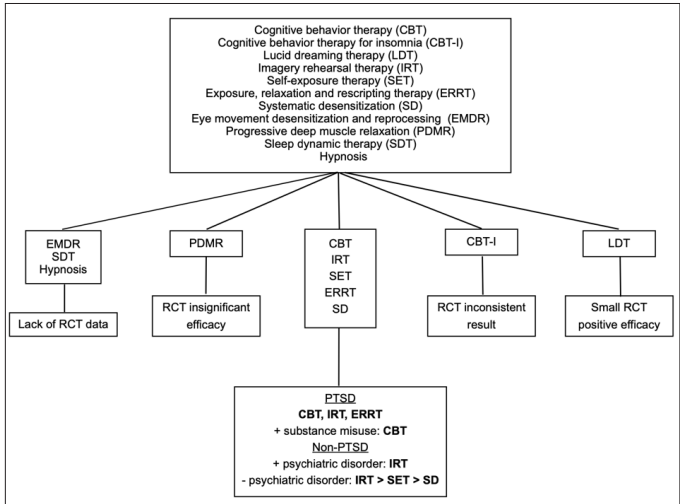 Cognitive behavior therapy (CBT)
Cognitive behavior therapy for insomnia (CBT-I)
Lucid dreaming therapy (LDT)
Imagery rehearsal therapy (IRT)
Self-exposure therapy (SET)
Exposure, relaxation and rescripting therapy (ERRT)
Systematic desensitization (SD)
Eye movement desensitization and reprocessing (EMDR)
Progressive deep muscle relaxation (PDMR)
Sleep dynamic therapy (SDT)
Hypnosis
EMDR
SDT
Hypnosis
Lack of RCT data
PDMR
RCT insignificant
efficacy
CBT
IRT
SET
ERRT
SD
CBT-I
RCT inconsistent
result
LDT
Small RCT
positive efficacy
PTSD
CBT, IRT, ERRT
+ substance misuse: CBT
Non-PTSD
+ psychiatric disorder: IRT
- psychiatric disorder: IRT > SET > SD